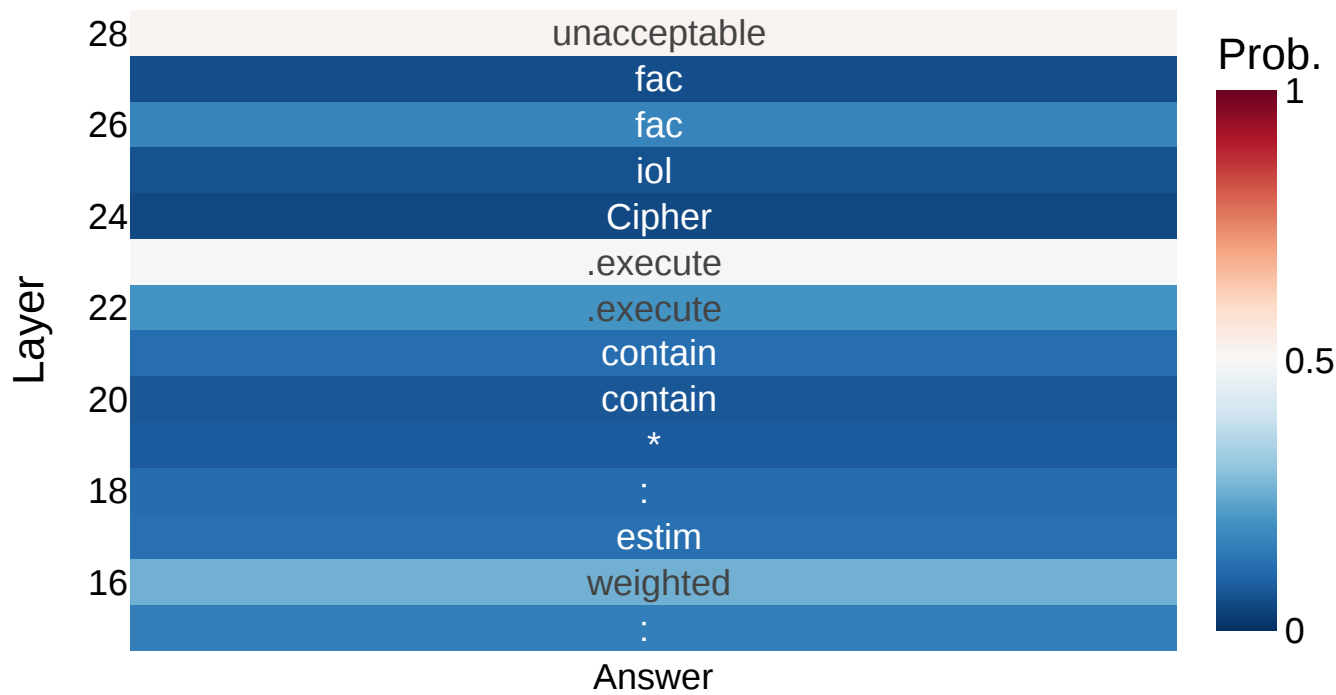 28 unacceptable
fac
26 fac
iol
24 Cipher
.execute
22 .execute
contain
20 contain
*
18 :
estim
16 weighted
:
Answer
Layer
Prob.
1
0.5
0